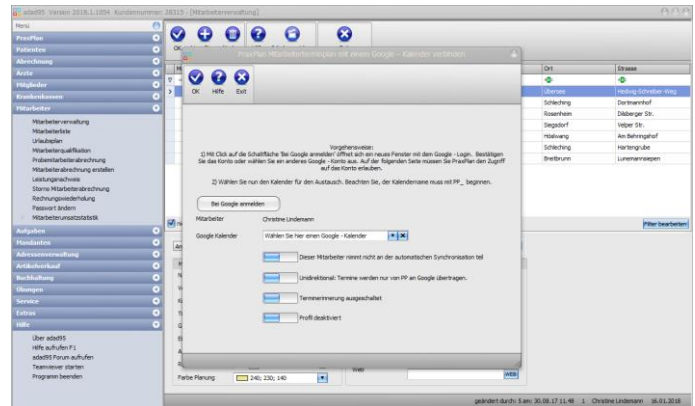 adad95 Version 2018.1.1054 Kundennummer: 28315 - [Mitarbeiterverwaltung]
Menü
PraxPlan
Patienten
Abrechnung
Ärzte
Mitglieder
Krankenkassen
Mitarbeiter
Mitarbeiterverwaltung
Mitarbeiterliste
Urlaubsplan
Mitarbeiterqualifikation
Probemitarbeiterabrechnung
Mitarbeiterabrechnung erstellen
Leistungsnachweis
Storno Mitarbeiterabrechnung
Rechnungswiederholung
Passwort ändern
Mitarbeiterumsatzstatistik
Aufgaben
Mandanten
Adressenverwaltung
Artikelverkauf
Buchhaltung
Übungen
Service
Extras
Hilfe
Über adad95
Hilfe aufrufen F1
adad95 Forum aufrufen
Teamviewer starten
Programm beenden
PraxPlan Mitarbeiterterminsplan mit einem Google - Kalender verbinden
OK Hilfe Exit
Vorgehensweise:
1) Mit Click auf die Schaltfläche 'Bei Google anmelden' öffnet sich ein neues Fenster mit dem Google - Login. Bestätigen
Sie das Konto oder wählen Sie ein anderes Google - Konto aus. Auf der folgenden Seite müssen Sie PraxPlan den Zugriff
auf das Konto erlauben.
2) Wählen Sie nun den Kalender für den Austausch. Beachten Sie, der Kalendername muss mit PP_ beginnen.
Bei Google anmelden
Mitarbeiter Christine Lindemann
Google Kalender Wählen Sie hier einen Google - Kalender
Dieser Mitarbeiter nimmt nicht an der automatischen Synchronisation teil
Unidirektional: Termine werden nur von PP an Google übertragen.
Terminerinnerung ausgeschaltet
Profil deaktiviert
Ort Strasse
Übersee Hedwig-Schreiber-Weg
Schleching Dortmannhof
Rosenheim Dilsberger Str.
Siegsdorf Velper Str.
Höslwang Am Behringshof
Schleching Hartengrube
Breitbrunn Lunemannsiepen
Filter bearbeiten
Farbe Planung 240; 230; 140
Web WEB
geändert durch: S am: 30.08.17 11:48 1 Christine Lindemann 16.01.2018